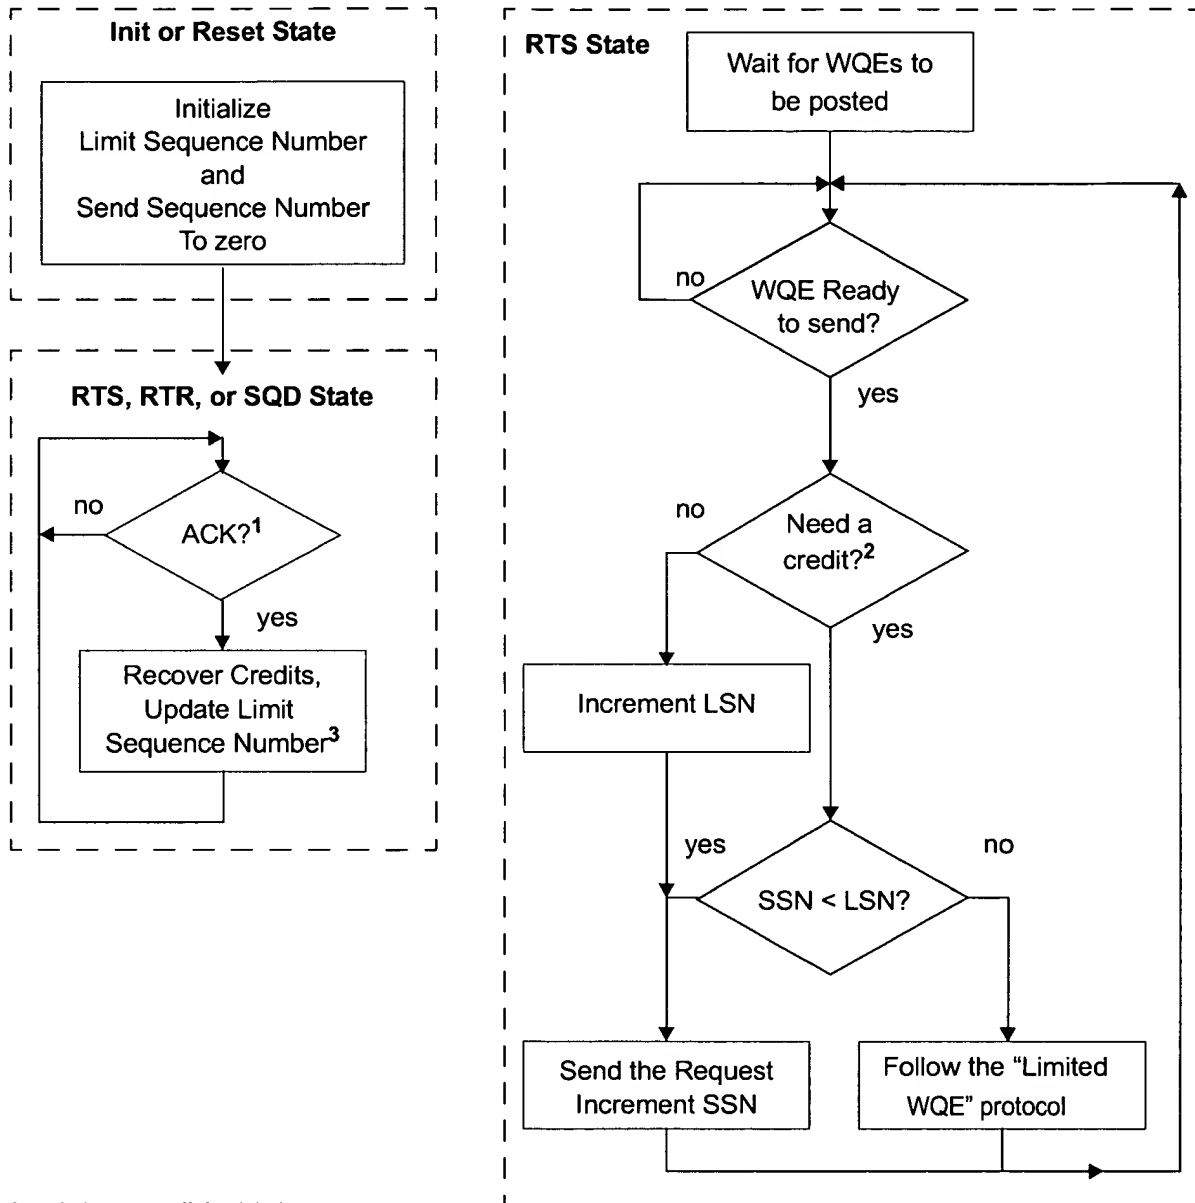 Init or Reset State
Initialize
Limit Sequence Number
and
Send Sequence Number
To zero
RTS, RTR, or SQD State
no
ACK?1
yes
Recover Credits,
Update Limit
Sequence Number3
RTS State
Wait for WQEs to
be posted
no
WQE Ready
to send?
yes
no
Need a
credit?2
yes
Increment LSN
yes
no
SSN < LSN?
Send the Request
Increment SSN
Follow the “Limited
WQE” protocol